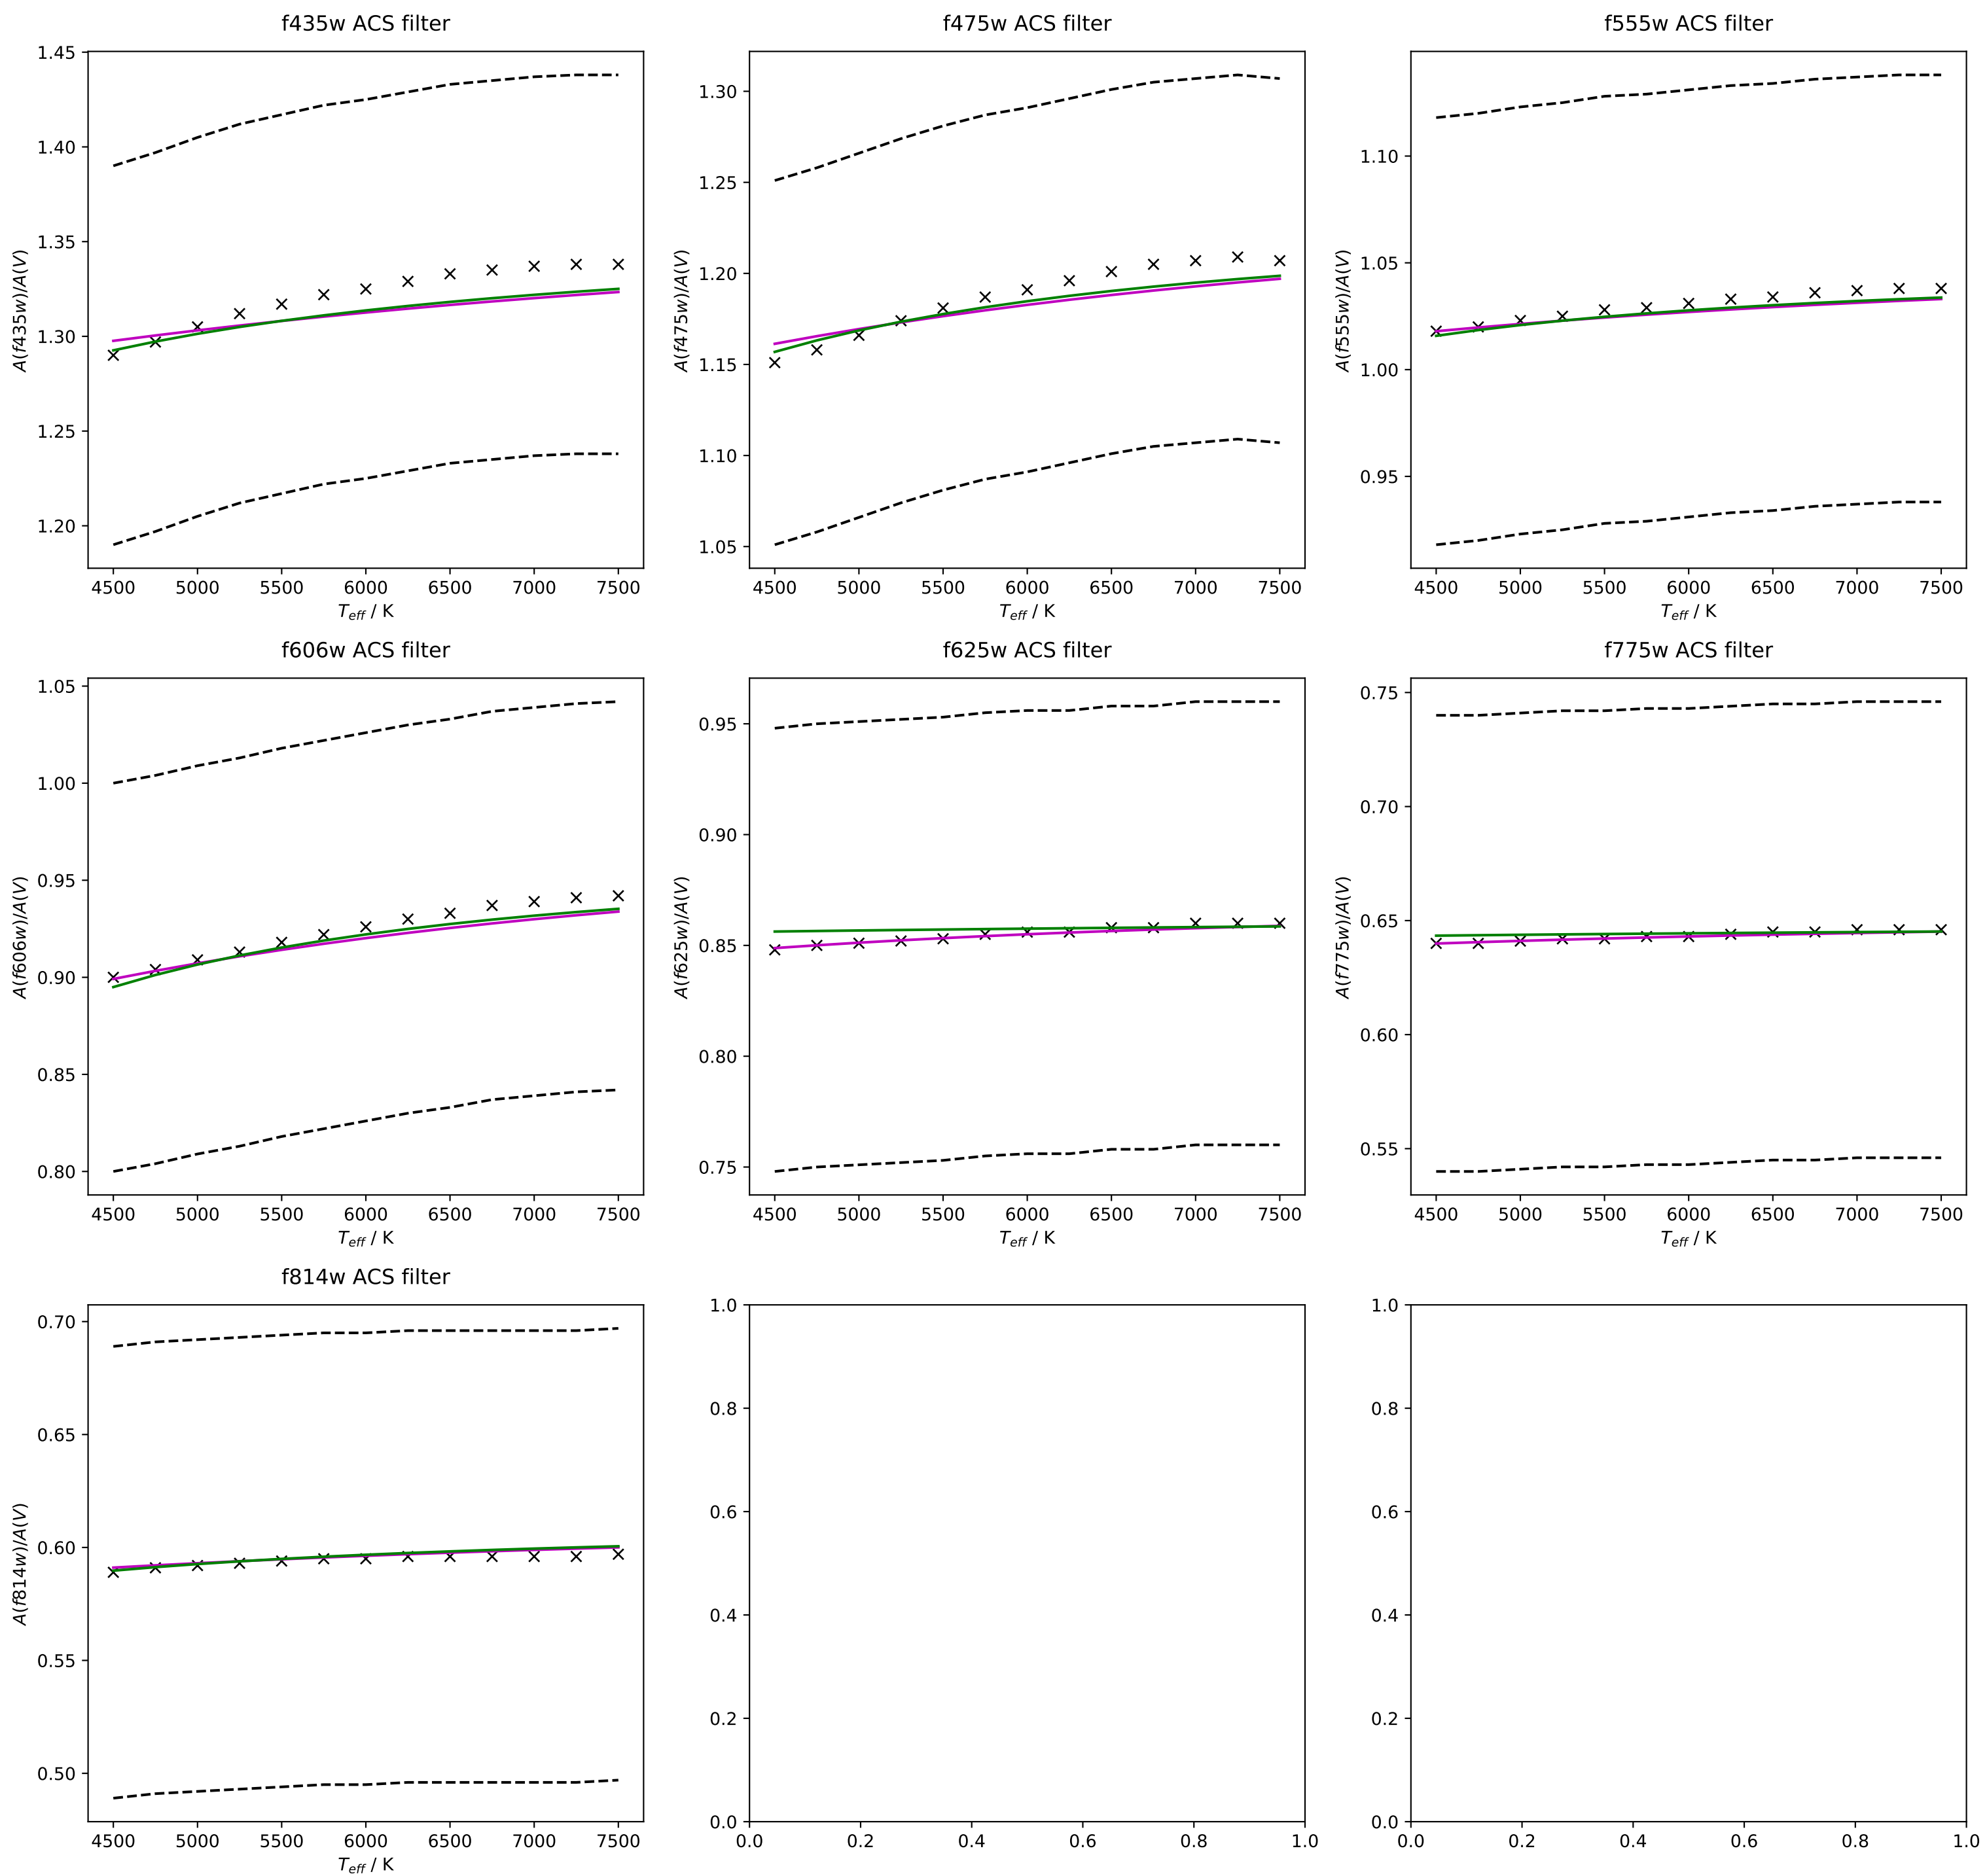 f435w ACS filter
1.45
1.40
1.35
1.30
1.25
1.20
A(f435w)/A(V)
4500 5000 5500 6000 6500 7000 7500
T_eff / K
f475w ACS filter
1.30
1.25
1.20
1.15
1.10
1.05
A(f475w)/A(V)
4500 5000 5500 6000 6500 7000 7500
T_eff / K
f555w ACS filter
1.10
1.05
1.00
0.95
A(f555w)/A(V)
4500 5000 5500 6000 6500 7000 7500
T_eff / K
f606w ACS filter
1.05
1.00
0.95
0.90
0.85
0.80
A(f606w)/A(V)
4500 5000 5500 6000 6500 7000 7500
T_eff / K
f625w ACS filter
0.95
0.90
0.85
0.80
0.75
A(f625w)/A(V)
4500 5000 5500 6000 6500 7000 7500
T_eff / K
f775w ACS filter
0.75
0.70
0.65
0.60
0.55
A(f775w)/A(V)
4500 5000 5500 6000 6500 7000 7500
T_eff / K
f814w ACS filter
0.70
0.65
0.60
0.55
0.50
A(f814w)/A(V)
4500 5000 5500 6000 6500 7000 7500
T_eff / K
1.0
0.8
0.6
0.4
0.2
0.0
0.0 0.2 0.4 0.6 0.8 1.0
1.0
0.8
0.6
0.4
0.2
0.0
0.0 0.2 0.4 0.6 0.8 1.0